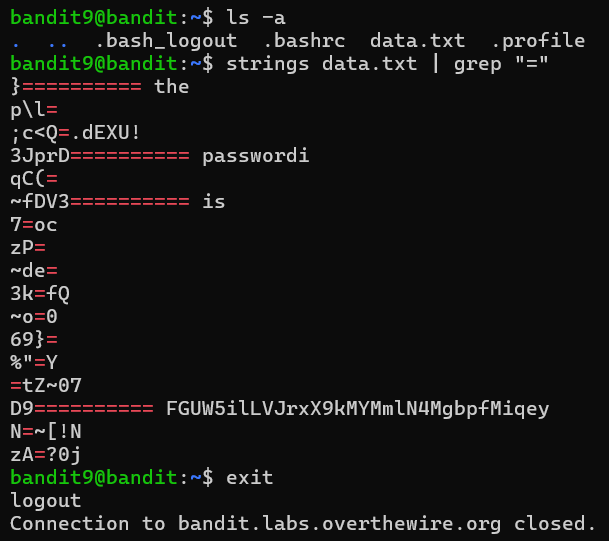 bandit9@bandit:~$ ls -a
.  ..  .bash_logout  .bashrc  data.txt  .profile
bandit9@bandit:~$ strings data.txt | grep "="
}========== the
p\l=
;c<Q=.dEXU!
3JprD========== passwordi
qC(=
~fDV3========== is
7=oc
zP=
~de=
3k=fQ
~o=0
69}=
%"=Y
=tZ~07
D9========== FGUW5ilLVJrxX9kMYMmlN4MgbpfMiqey
N=~[!N
zA=?0j
bandit9@bandit:~$ exit
logout
Connection to bandit.labs.overthewire.org closed.